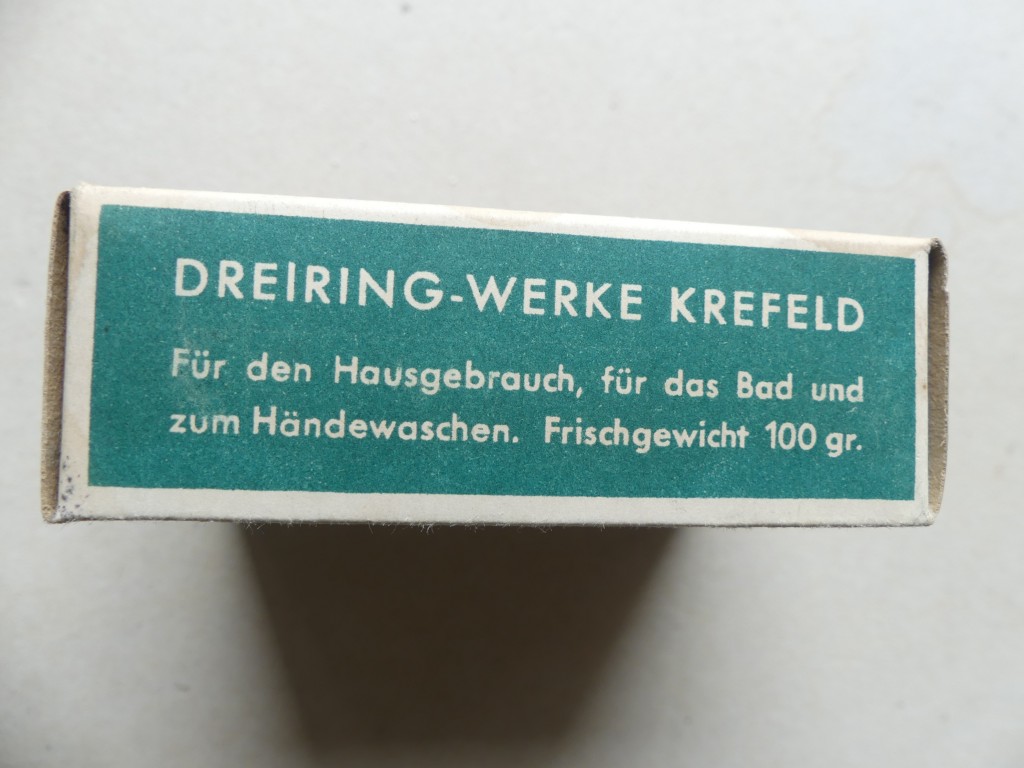 DREIRING-WERKE KREFELD
Für den Hausgebrauch, für das Bad und
zum Händewaschen. Frischgewicht 100 gr.